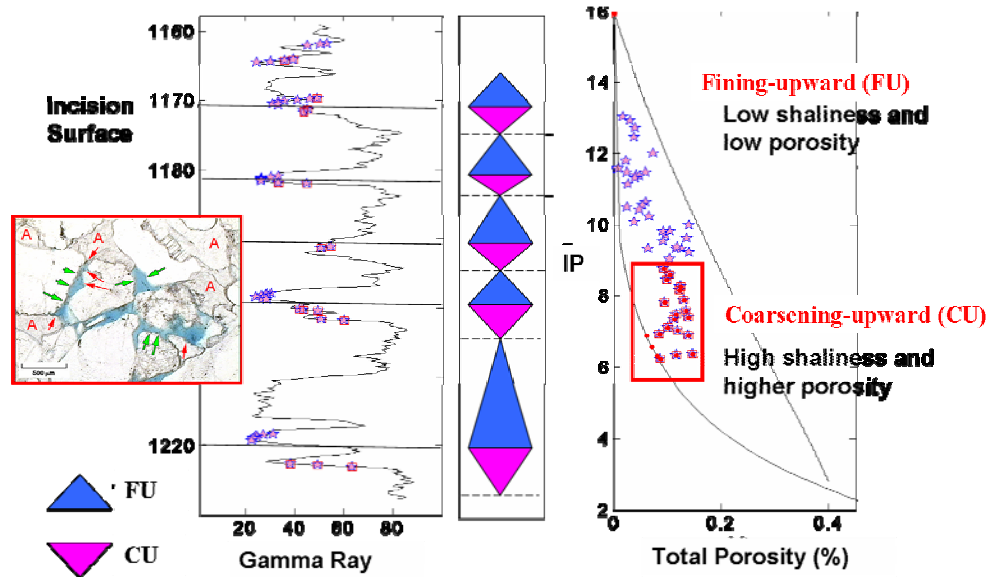 1160
Incision
Surface
1170
1180
1220
20 40 60 80
Gamma Ray
A
A
A
A
A
500 µm
FU
CU
16
14
12
10
8
6
4
2
IP
0 0.2 0.4
Total Porosity (%)
Fining-upward (FU)
Low shaliness and
low porosity
Coarsening-upward (CU)
High shaliness and
higher porosity